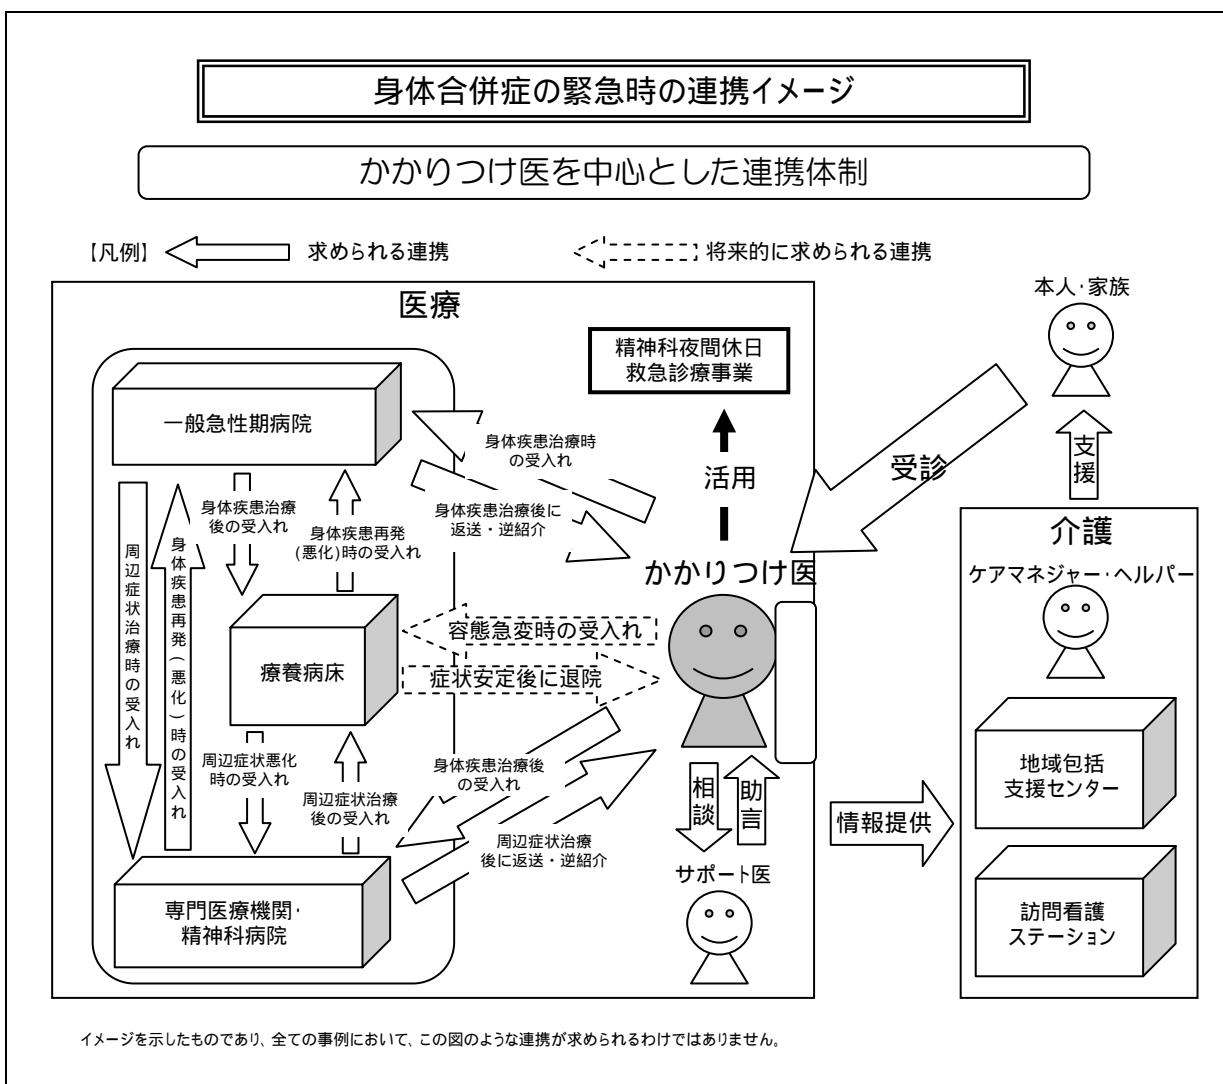 身体合併症の緊急時の連携イメージ
かかりつけ医を中心とした連携体制
【凡例】
求められる連携
将来的に求められる連携
医療
本人・家族
精神科夜間休日
救急診療事業
一般急性期病院
身体疾患治療時
の受入れ
活用
受診
支援
身体疾患治療
後の受入れ
身体疾患再発
(悪化)時の受入れ
身体疾患治療後に
返送・逆紹介
周辺症状治療時の受入れ
身体疾患再発(悪化)時の受入れ
かかりつけ医
介護
ケアマネジャー・ヘルパー
容態急変時の受入れ
療養病床
症状安定後に退院
周辺症状悪化
時の受入れ
周辺症状治療
後の受入れ
身体疾患治療後
の受入れ
周辺症状治療
後に返送・逆紹介
相談
助言
情報提供
地域包括
支援センター
サポート医
専門医療機関・
精神科病院
訪問看護
ステーション
イメージを示したものであり、全ての事例において、この図のような連携が求められるわけではありません。